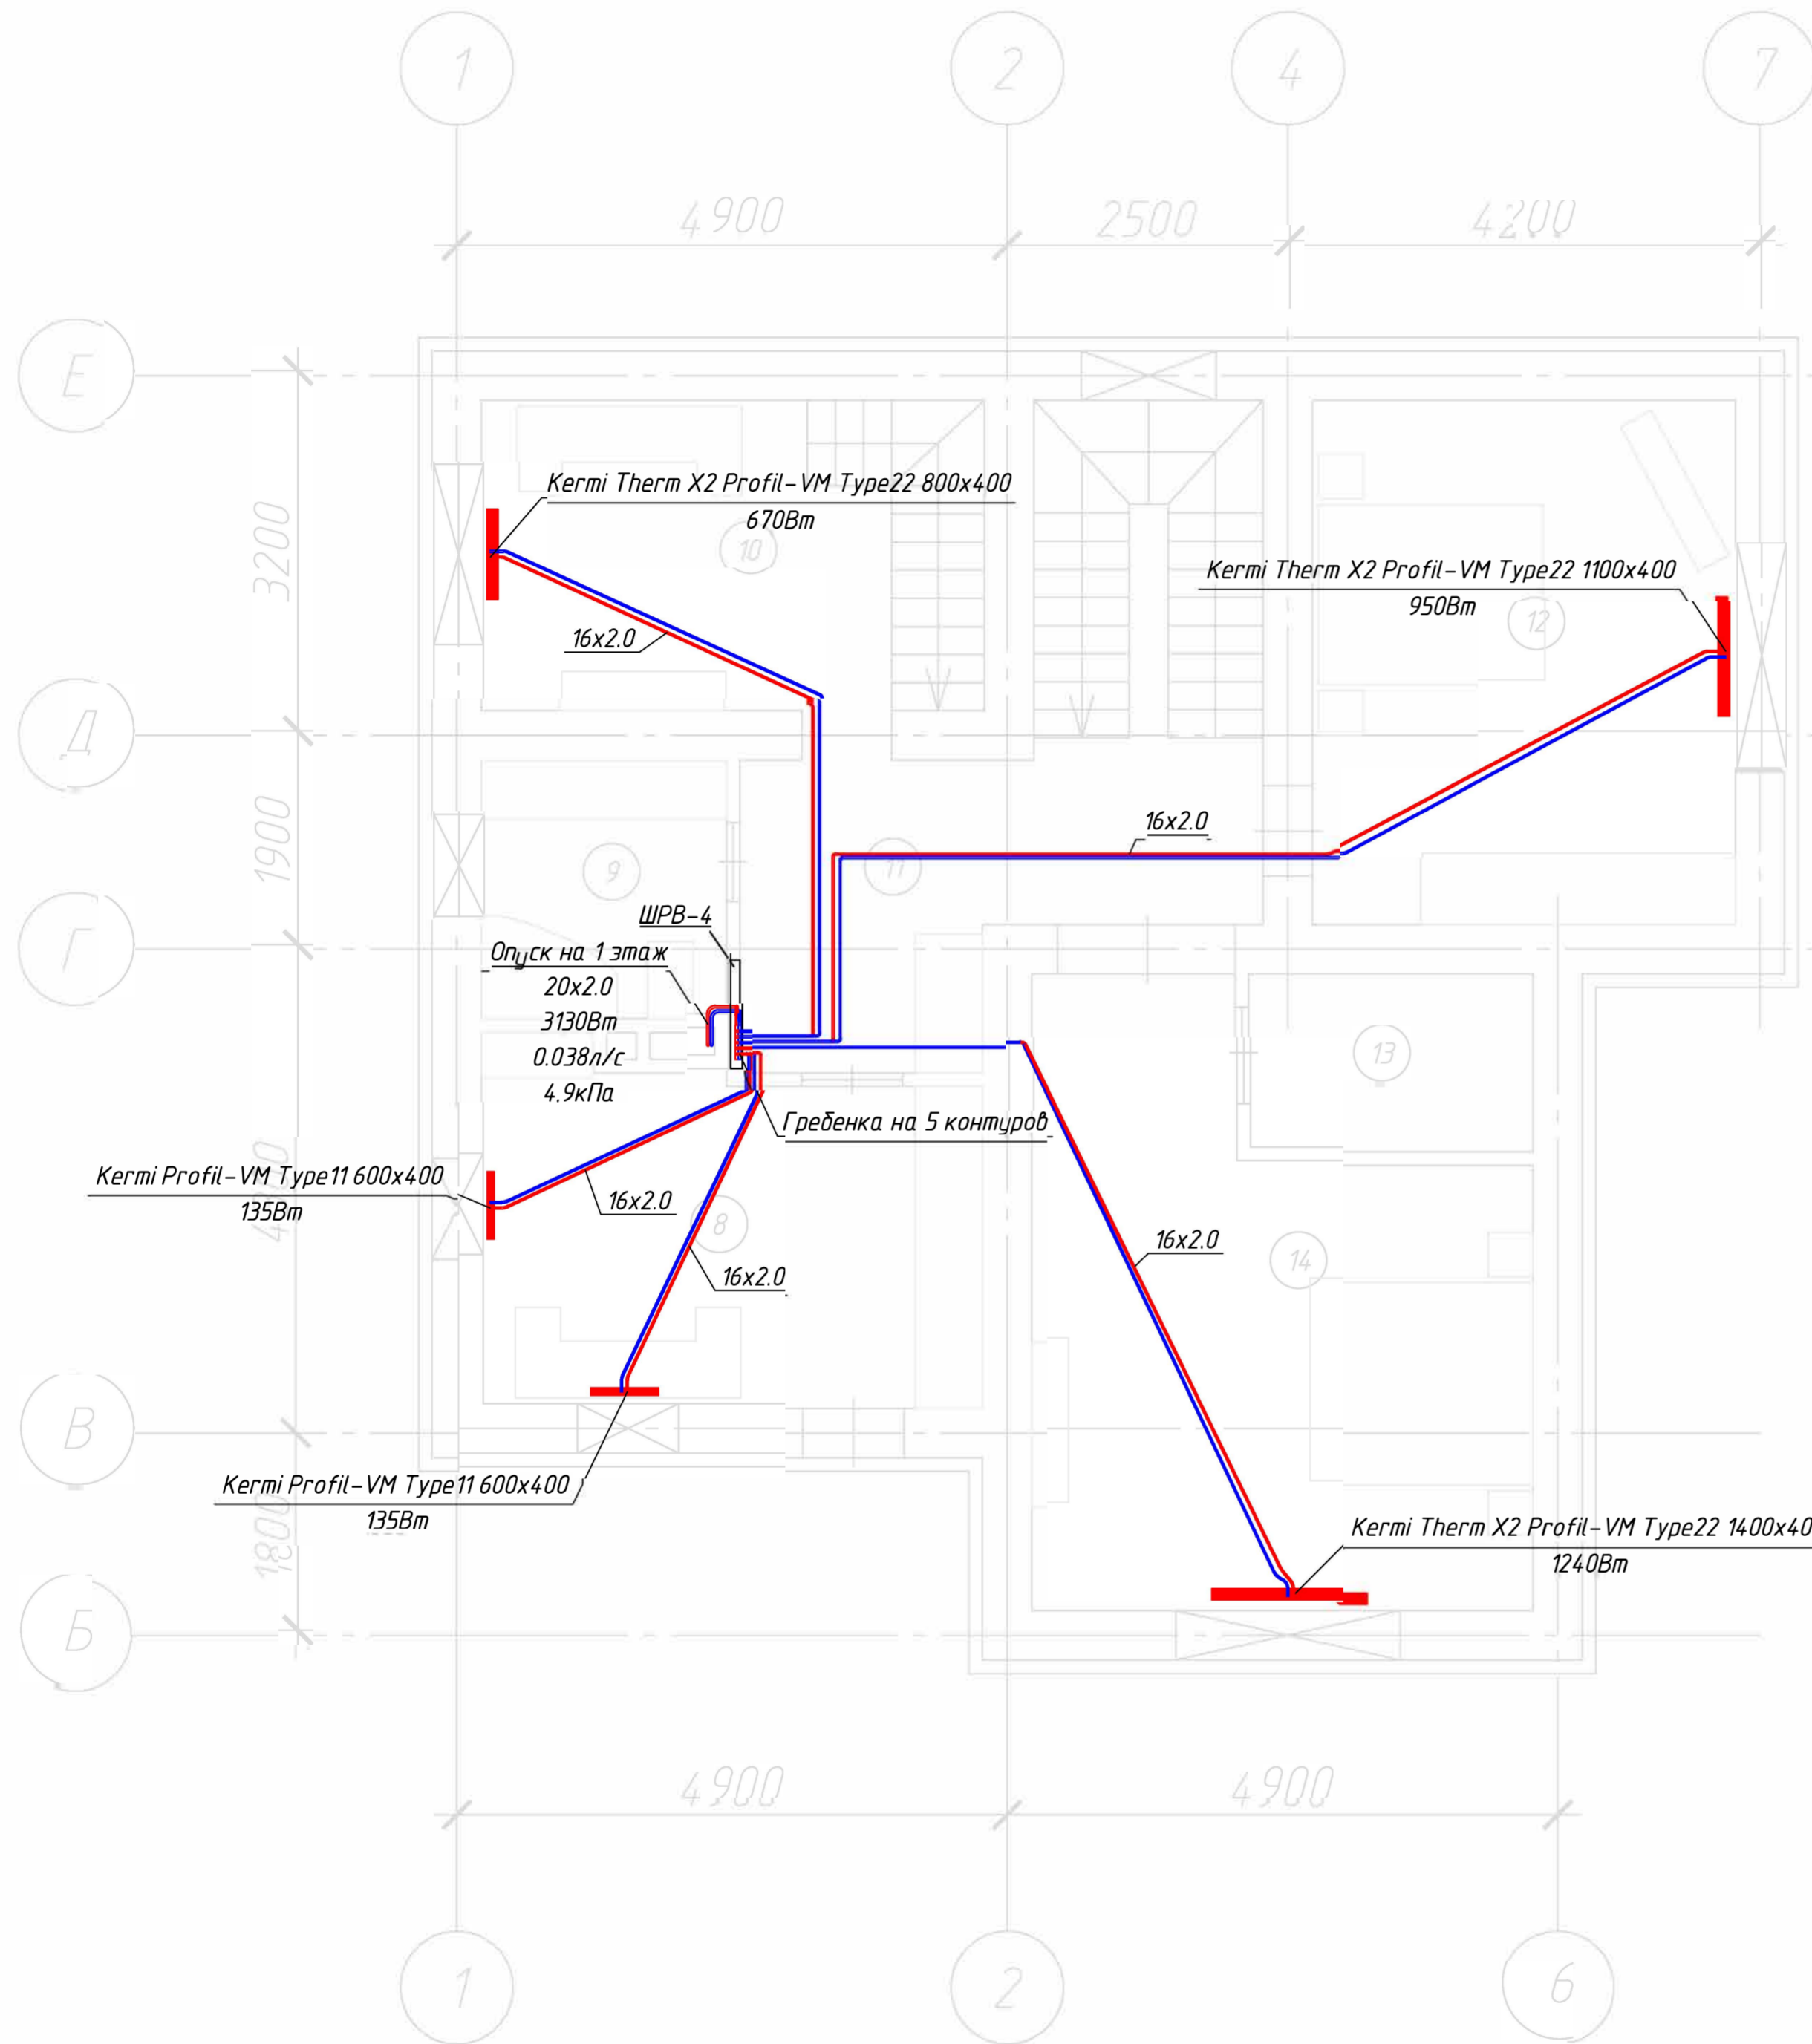 1
2
4
7
4900
2500
4200
Е
Kermi Therm X2 Profil-VM Type22 800x400
670Вт
10
3200
Kermi Therm X2 Profil-VM Type22 1100x400
950Вт
12
16x2.0
Д
16x2.0
1900
9
11
ШРВ-4
Г
Опуск на 1 этаж
20x2.0
3130Вт
0.038л/с
4.9кПа
13
Гребенка на 5 контуров
Kermi Profil-VM Type11 600x400
135Вт
16x2.0
8
16x2.0
14
16x2.0
В
Kermi Profil-VM Type11 600x400
135Вт
1800
Kermi Therm X2 Profil-VM Type22 1400x40
1240Вт
Б
4900
4900
1
2
6